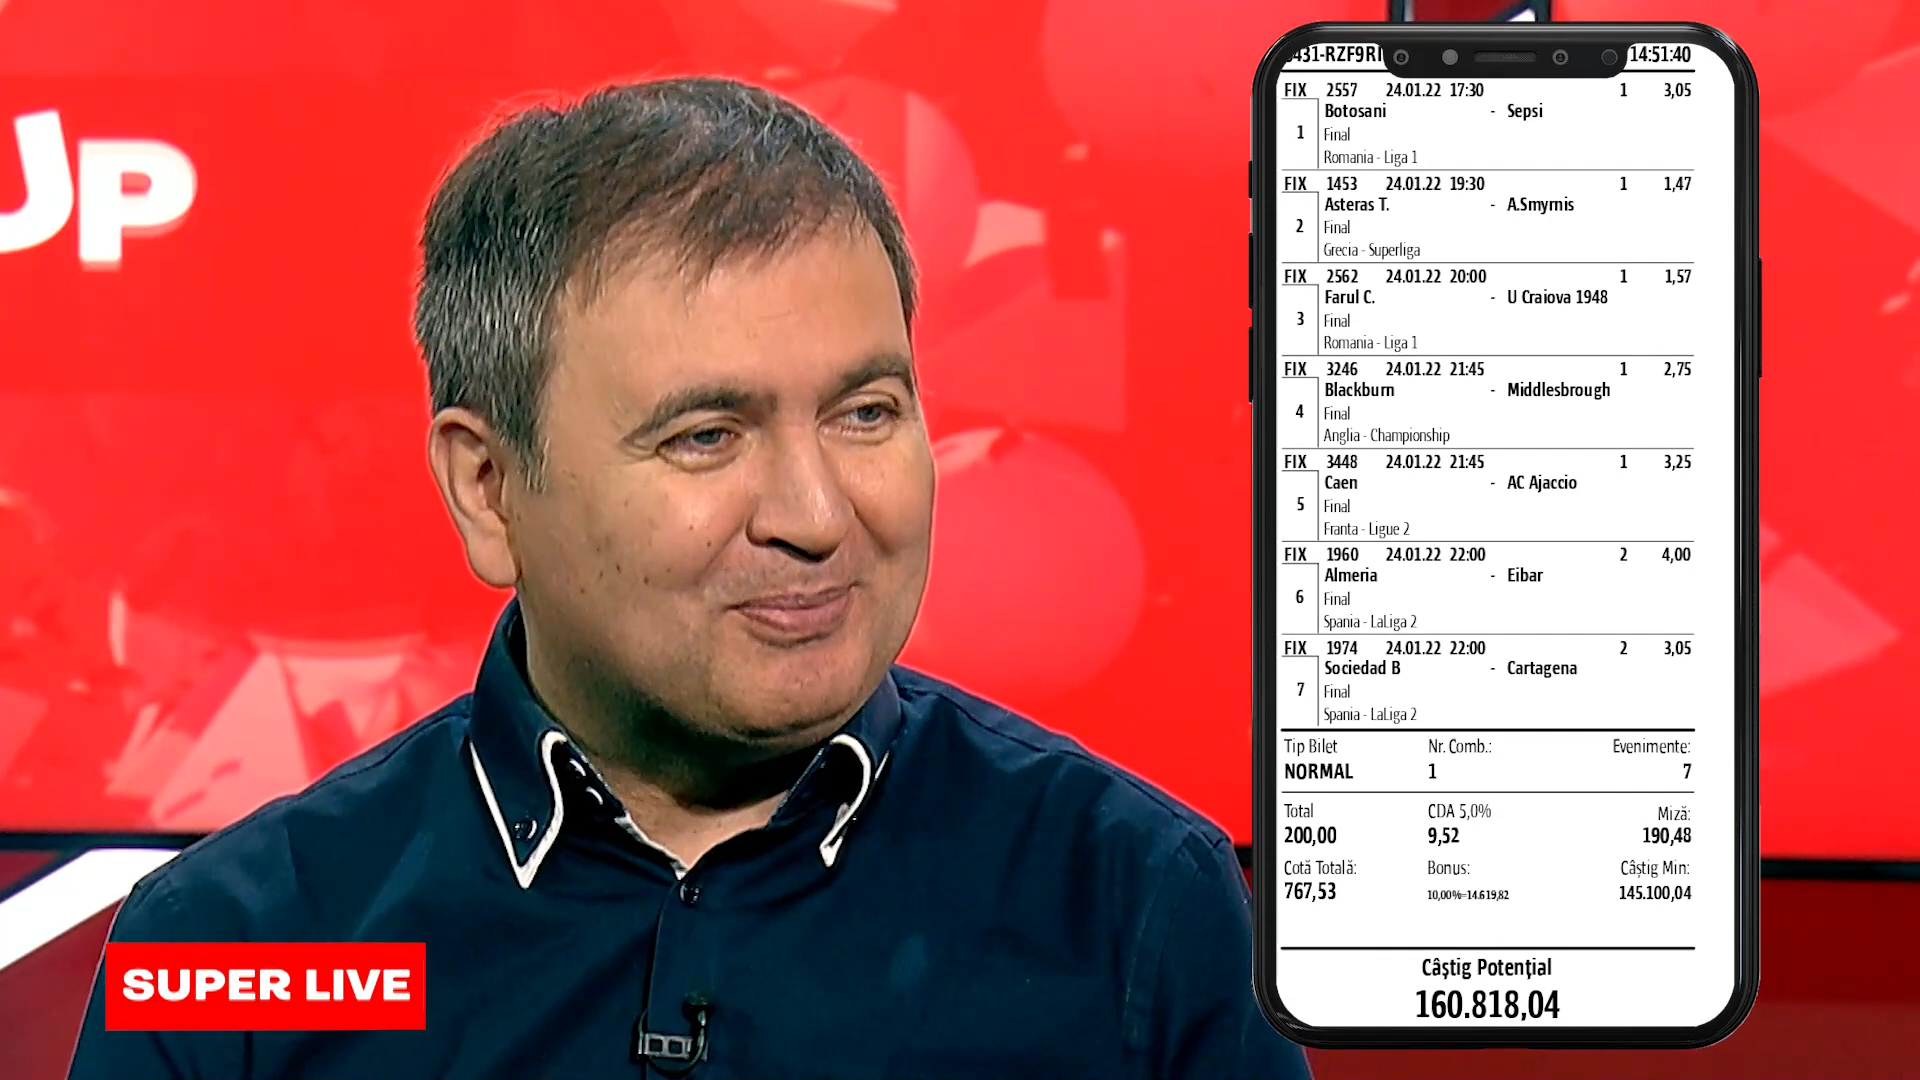 UP
SUPER LIVE
431-RZF9RI 14:51:40
FIX 2557 24.01.22 17:30 1 3,05
Botosani - Sepsi
1 Final
Romania - Liga 1
FIX 1453 24.01.22 19:30 1 1,47
Asteras T. - A.Smyrnis
2 Final
Grecia - Superliga
FIX 2562 24.01.22 20:00 1 1,57
Farul C. - U Craiova 1948
3 Final
Romania - Liga 1
FIX 3246 24.01.22 21:45 1 2,75
Blackburn - Middlesbrough
4 Final
Anglia - Championship
FIX 3448 24.01.22 21:45 1 3,25
Caen - AC Ajaccio
5 Final
Franta - Ligue 2
FIX 1960 24.01.22 22:00 2 4,00
Almeria - Eibar
6 Final
Spania - LaLiga 2
FIX 1974 24.01.22 22:00 2 3,05
Sociedad B - Cartagena
7 Final
Spania - LaLiga 2
Tip Bilet Nr. Comb.: Evenimente:
NORMAL 1 7
Total CDA 5,0% Miză:
200,00 9,52 190,48
Cotă Totală: Bonus: Câştig Min:
767,53 10,00%=14.619,82 145.100,04
Câştig Potenţial
160.818,04